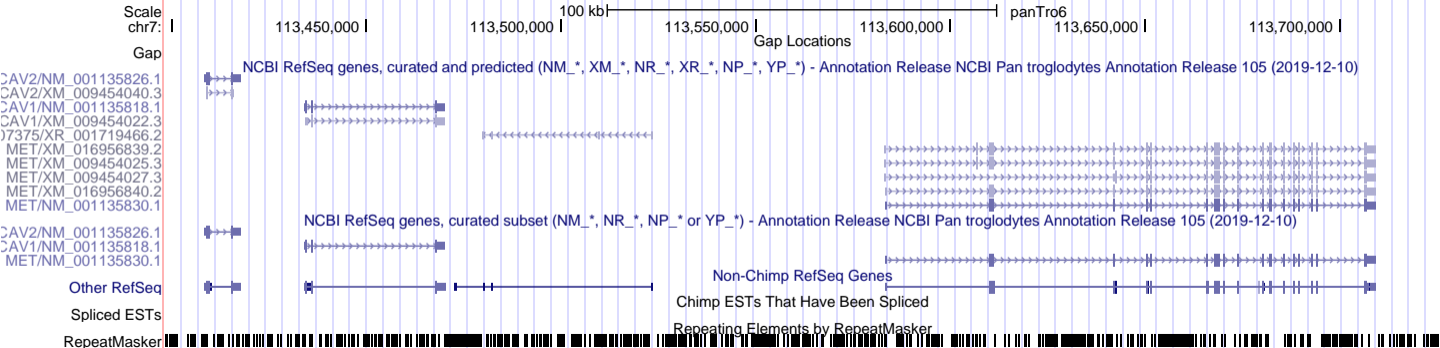 Scale 100 kb panTro6
chr7: 113,450,000 113,500,000 113,550,000 113,600,000 113,650,000 113,700,000
Gap Locations
Gap
NCBI RefSeq genes, curated and predicted (NM_*, XM_*, NR_*, XR_*, NP_*, YP_*) - Annotation Release NCBI Pan troglodytes Annotation Release 105 (2019-12-10)
CAV2/NM_001135826.1
CAV2/XM_009454040.3
CAV1/NM_001135818.1
CAV1/XM_009454022.3
07375/XR_001719466.2
MET/XM_016956839.2
MET/XM_009454025.3
MET/XM_009454027.3
MET/XM_016956840.2
MET/NM_001135830.1
NCBI RefSeq genes, curated subset (NM_*, NR_*, NP_* or YP_*) - Annotation Release NCBI Pan troglodytes Annotation Release 105 (2019-12-10)
CAV2/NM_001135826.1
CAV1/NM_001135818.1
MET/NM_001135830.1
Non-Chimp RefSeq Genes
Other RefSeq
Chimp ESTs That Have Been Spliced
Spliced ESTs
Repeating Elements by RepeatMasker
RepeatMasker